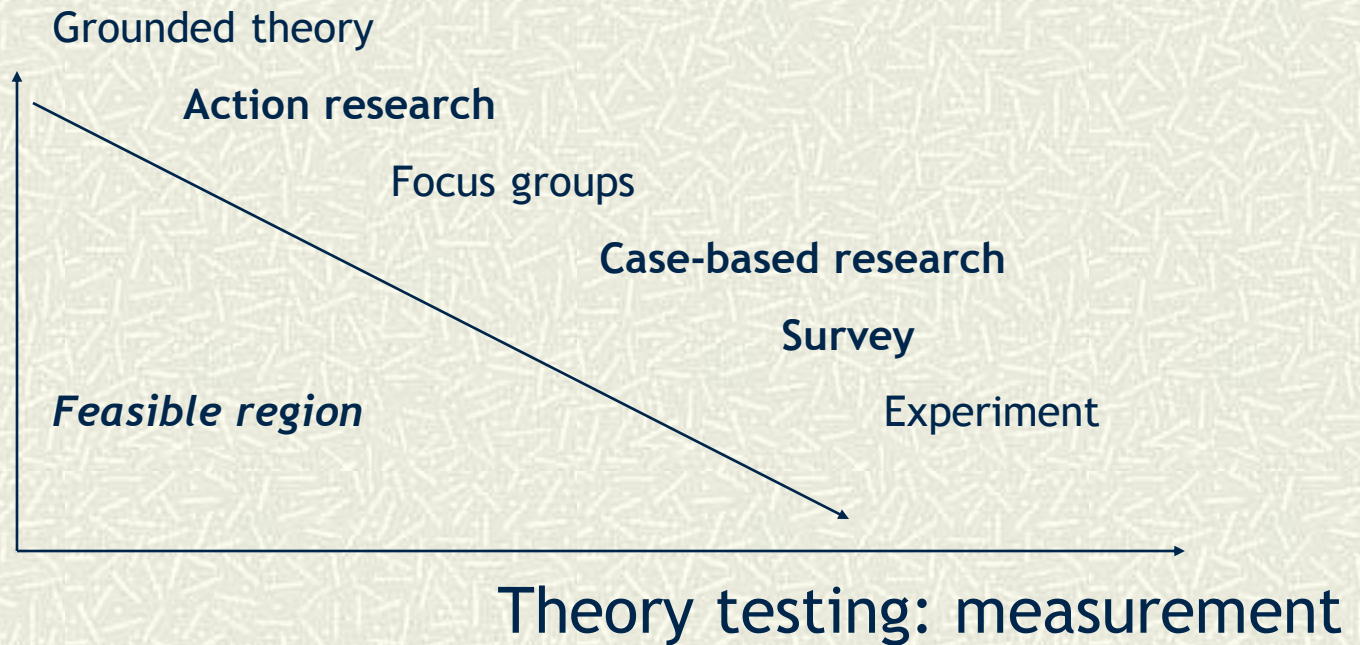 Grounded theory
Action research
Focus groups
Case-based research
Survey
Feasible region
Experiment
Theory testing: measurement